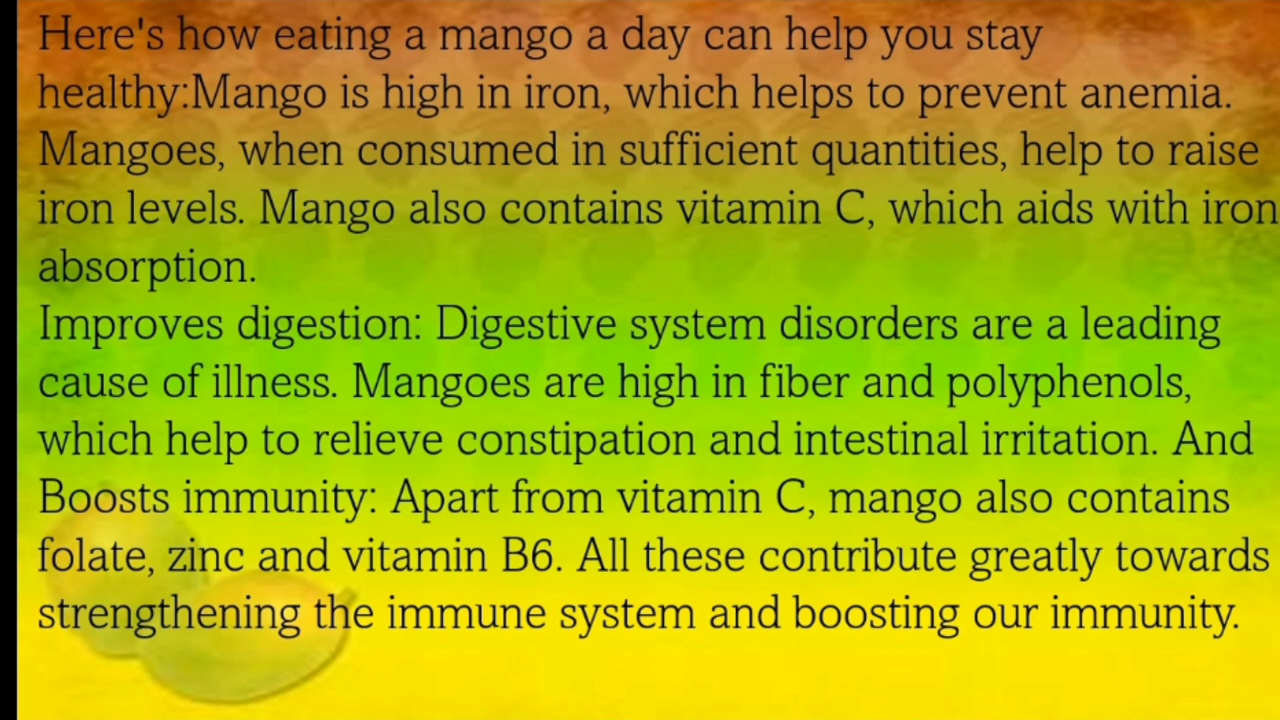 Here's how eating a mango a day can help you stay
healthy:Mango is high in iron, which helps to prevent anemia.
Mangoes, when consumed in sufficient quantities, help to raise
iron levels. Mango also contains vitamin C, which aids with iron
absorption.
Improves digestion: Digestive system disorders are a leading
cause of illness. Mangoes are high in fiber and polyphenols,
which help to relieve constipation and intestinal irritation. And
Boosts immunity: Apart from vitamin C, mango also contains
folate, zinc and vitamin B6. All these contribute greatly towards
strengthening the immune system and boosting our immunity.